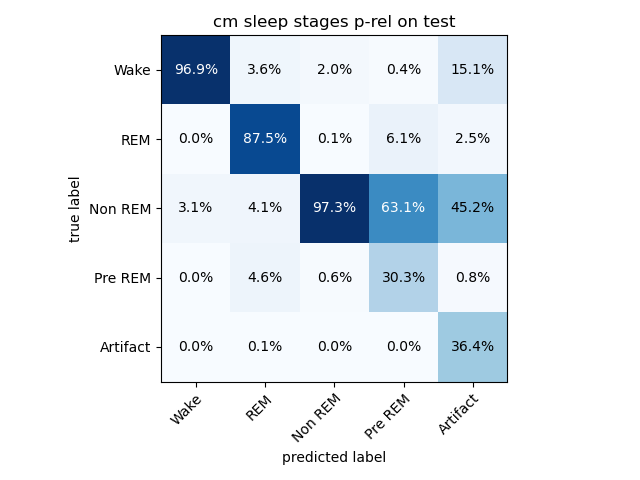 cm sleep stages p-rel on test
Wake 96.9% 3.6% 2.0% 0.4% 15.1%
REM 0.0% 87.5% 0.1% 6.1% 2.5%
Non REM 3.1% 4.1% 97.3% 63.1% 45.2%
Pre REM 0.0% 4.6% 0.6% 30.3% 0.8%
Artifact 0.0% 0.1% 0.0% 0.0% 36.4%
true label
Wake REM Non REM Pre REM Artifact
predicted label